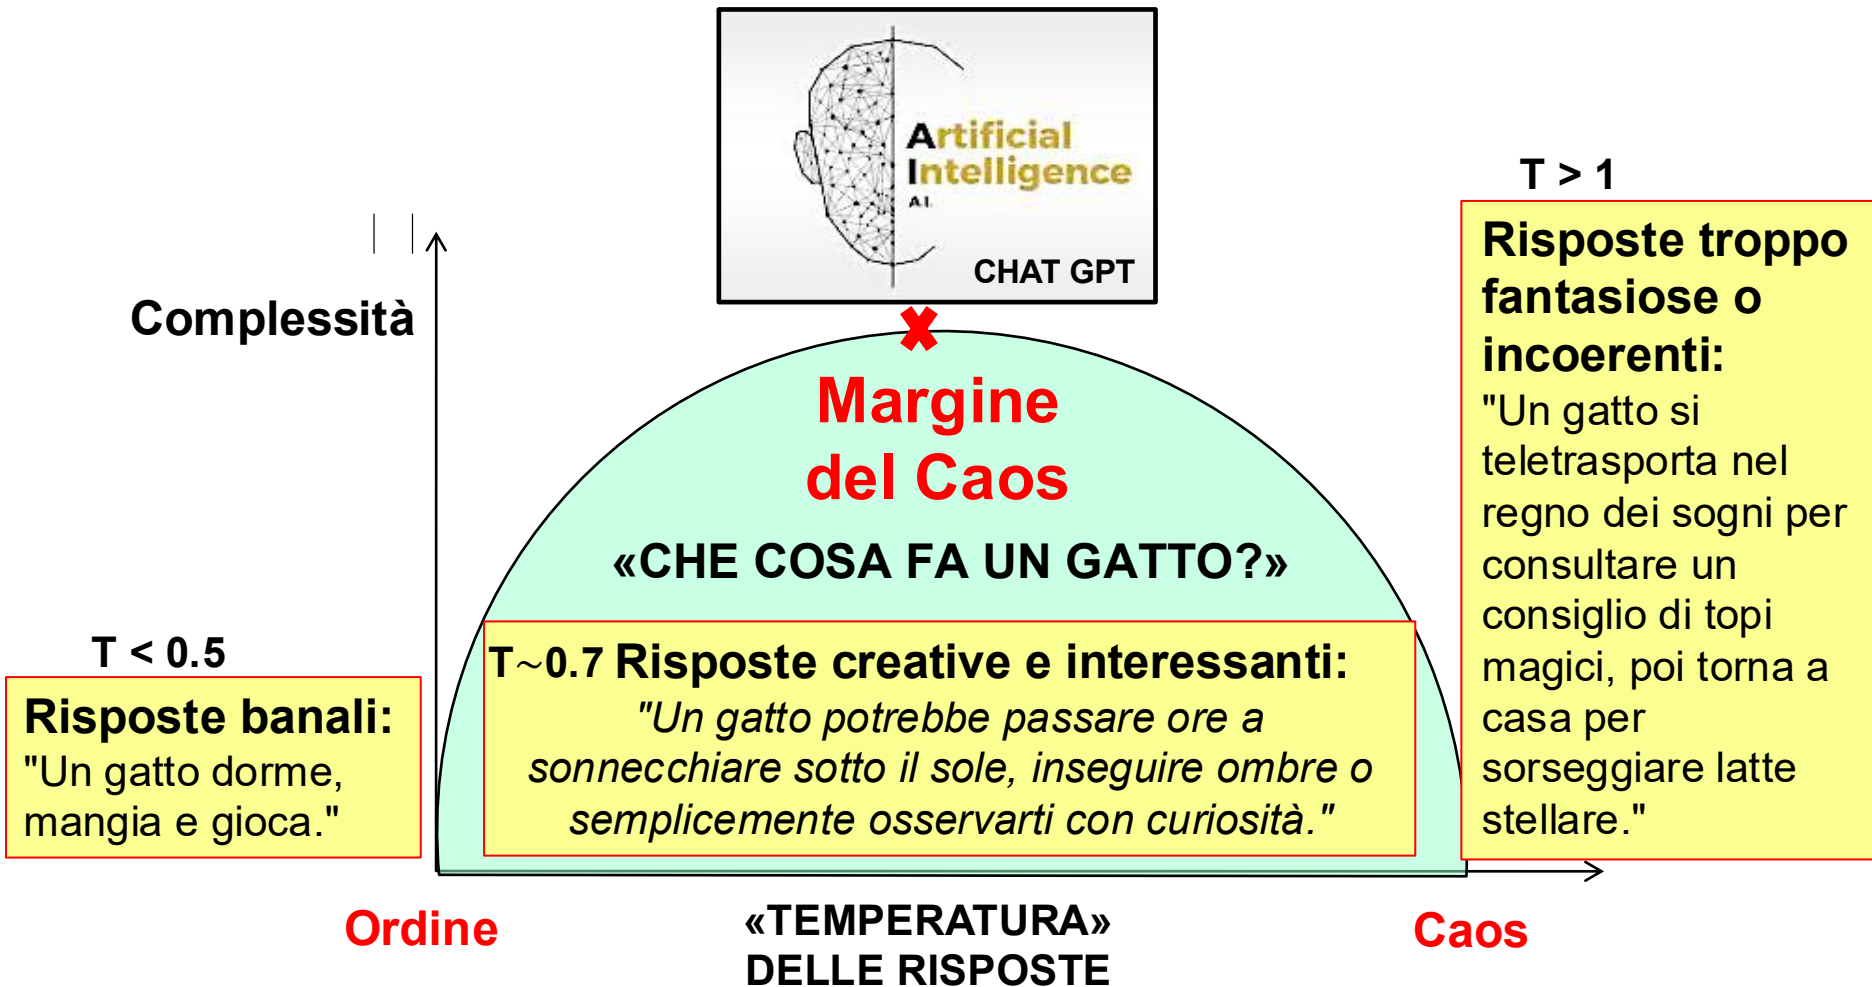 Artificial
Intelligence
A.I.
CHAT GPT
T > 1
Risposte troppo
fantasiose o
incoerenti:
"Un gatto si
teletrasporta nel
regno dei sogni per
consultare un
consiglio di topi
magici, poi torna a
casa per
sorseggiare latte
stellare."
Complessità
Margine
del Caos
«CHE COSA FA UN GATTO?»
T < 0.5
Risposte banali:
"Un gatto dorme,
mangia e gioca."
T~0.7 Risposte creative e interessanti:
"Un gatto potrebbe passare ore a
sonnecchiare sotto il sole, inseguire ombre o
semplicemente osservarti con curiosità."
Ordine
«TEMPERATURA»
DELLE RISPOSTE
Caos